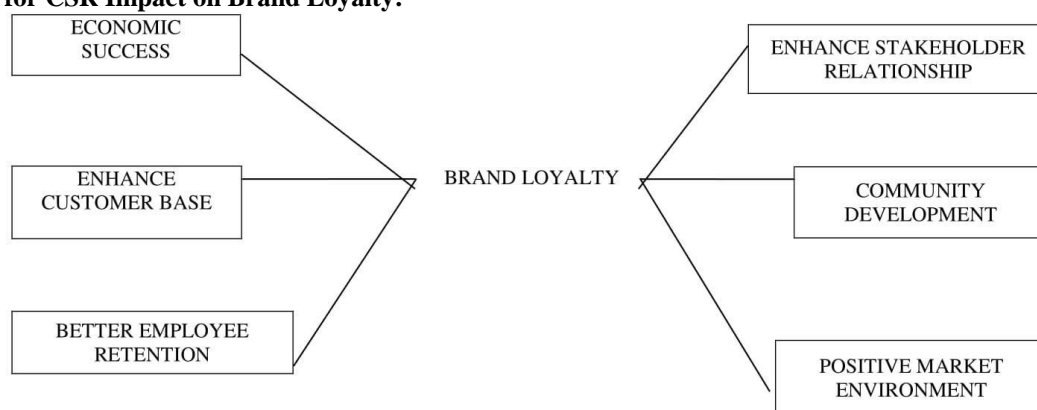 for CSR Impact on Brand Loyalty:
ECONOMIC
SUCCESS
ENHANCE
CUSTOMER BASE
BETTER EMPLOYEE
RETENTION
BRAND LOYALTY
ENHANCE STAKEHOLDER
RELATIONSHIP
COMMUNITY
DEVELOPMENT
POSITIVE MARKET
ENVIRONMENT